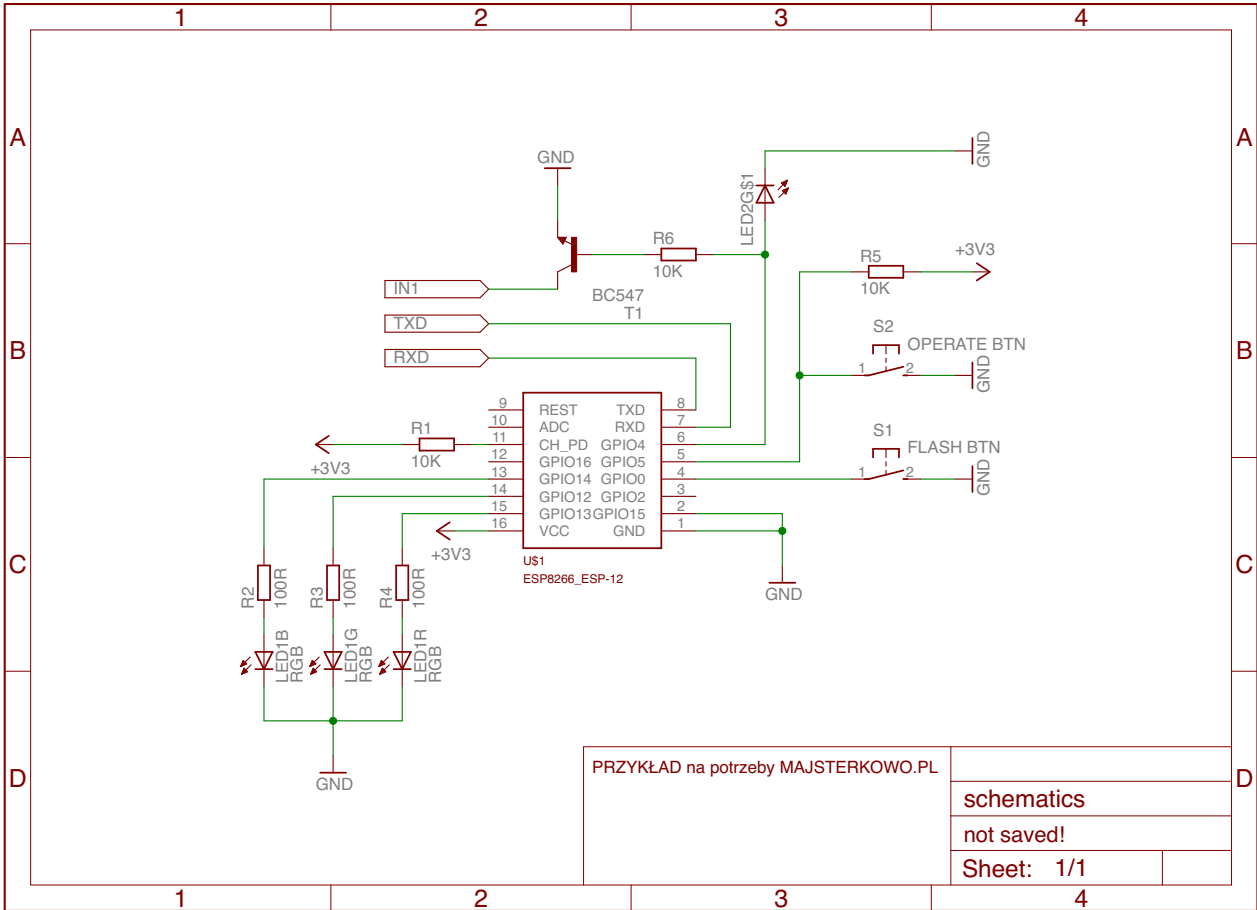 1 2 3 4
A A
GND
GND
LED2G$1
R6
10K
R5
10K
+3V3
IN1
BC547
T1
TXD
S2
OPERATE BTN
B B
RXD
1 2
GND
9 REST TXD 8
10 ADC RXD 7
11 CH_PD GPIO4 6
12 GPIO16 GPIO5 5
13 GPIO14 GPIO0 4
14 GPIO12 GPIO2 3
15 GPIO13 GPIO15 2
16 VCC GND 1
R1
10K
+3V3
S1
FLASH BTN
1 2
GND
+3V3
U$1
ESP8266_ESP-12
C C
GND
R2
100R
R3
100R
R4
100R
LED1B
RGB
LED1G
RGB
LED1R
RGB
GND
D D
PRZYKŁAD na potrzeby MAJSTERKOWO.PL
schematics
not saved!
Sheet: 1/1
1 2 3 4